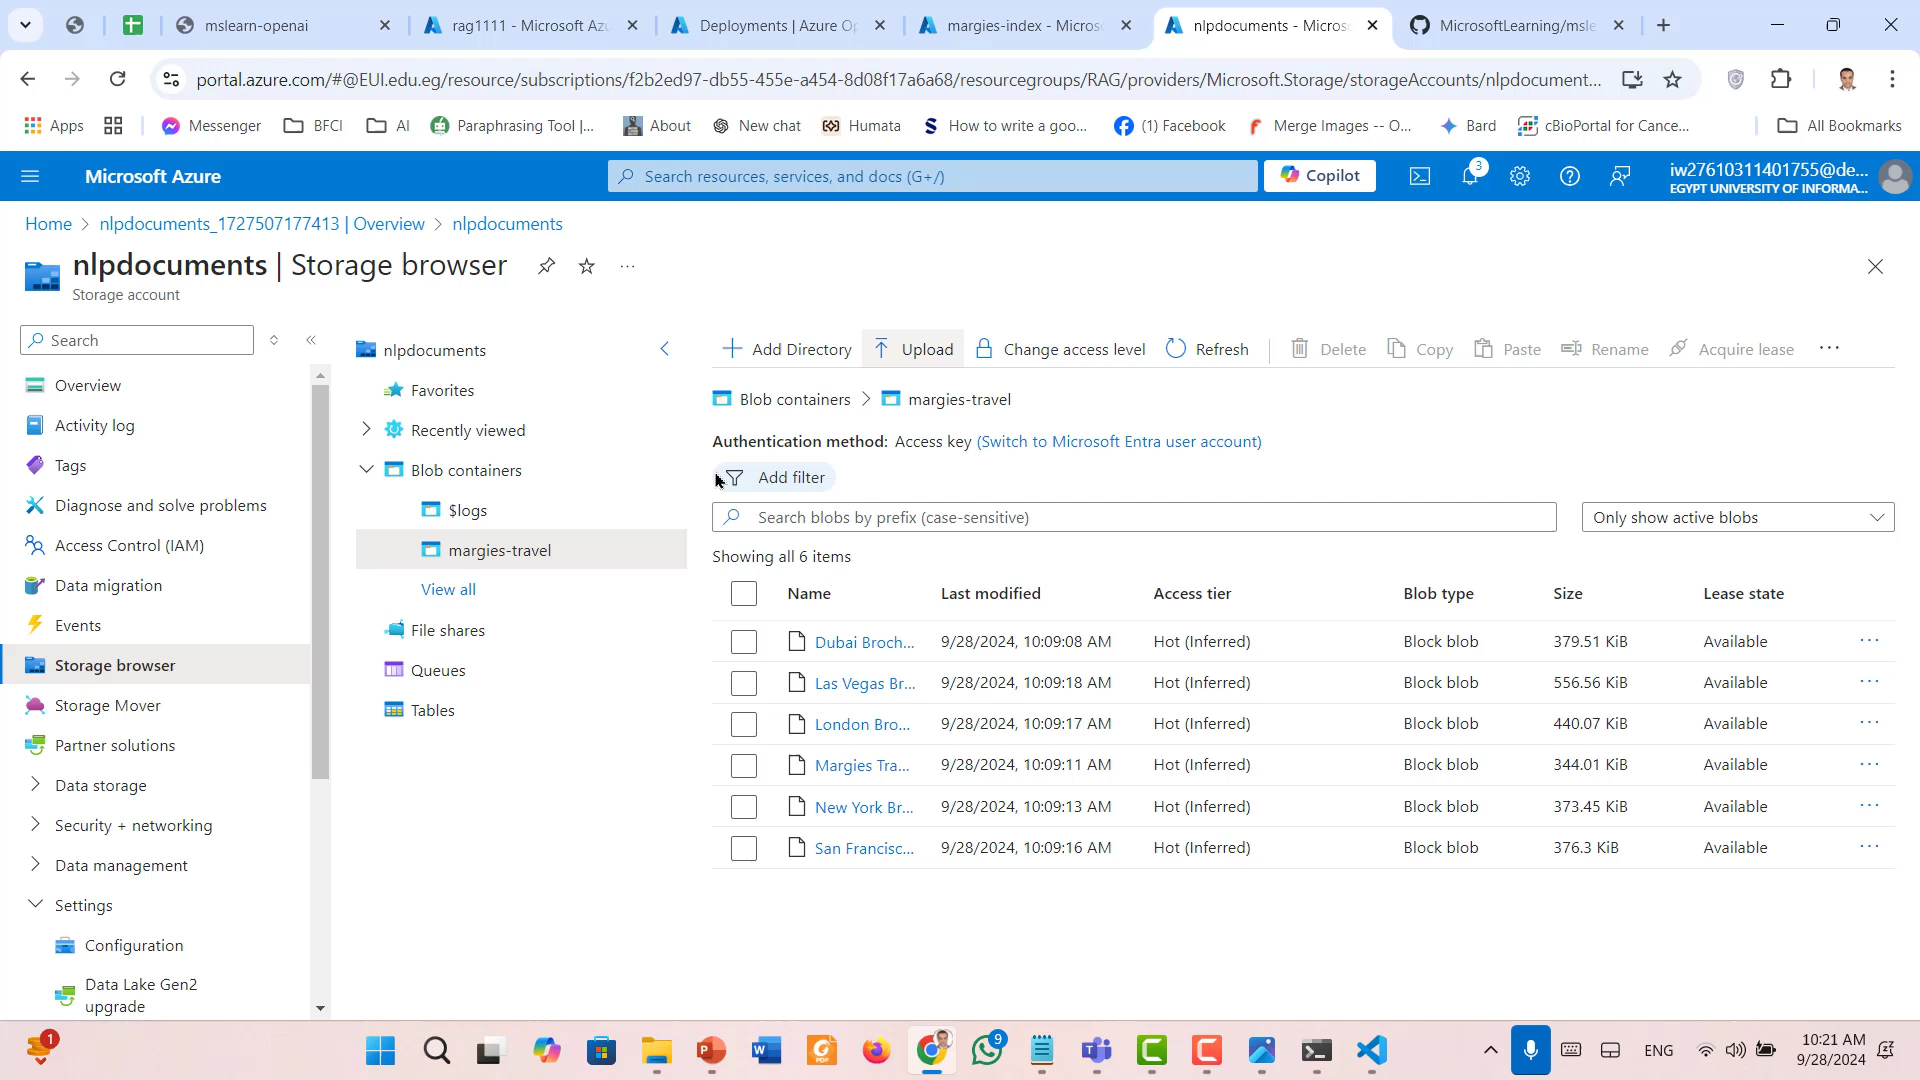 mslearn-openai
rag1111 - Microsoft Azu
Deployments | Azure Op
margies-index - Micros
nlpdocuments - Micros
MicrosoftLearning/msle
portal.azure.com/#@EUI.edu.eg/resource/subscriptions/f2b2ed97-db55-455e-a454-8d08f17a6a68/resourcegroups/RAG/providers/Microsoft.Storage/storageAccounts/nlpdocument...
Apps
Messenger
BFCI
AI
Paraphrasing Tool |...
About
New chat
Humata
How to write a goo...
(1) Facebook
Merge Images -- O...
Bard
cBioPortal for Cance...
All Bookmarks
Microsoft Azure
Search resources, services, and docs (G+/)
Copilot
3
iw27610311401755@de...
EGYPT UNIVERSITY OF INFORMA...
Home > nlpdocuments_1727507177413 | Overview > nlpdocuments
nlpdocuments | Storage browser
Storage account
Search
Overview
Activity log
Tags
Diagnose and solve problems
Access Control (IAM)
Data migration
Events
Storage browser
Storage Mover
Partner solutions
Data storage
Security + networking
Data management
Settings
Configuration
Data Lake Gen2
upgrade
nlpdocuments
Favorites
Recently viewed
Blob containers
$logs
margies-travel
View all
File shares
Queues
Tables
Add Directory
Upload
Change access level
Refresh
Delete
Copy
Paste
Rename
Acquire lease
Blob containers > margies-travel
Authentication method: Access key (Switch to Microsoft Entra user account)
Add filter
Search blobs by prefix (case-sensitive)
Only show active blobs
Showing all 6 items
Name Last modified Access tier Blob type Size Lease state
Dubai Broch... 9/28/2024, 10:09:08 AM Hot (Inferred) Block blob 379.51 KiB Available
Las Vegas Br... 9/28/2024, 10:09:18 AM Hot (Inferred) Block blob 556.56 KiB Available
London Bro... 9/28/2024, 10:09:17 AM Hot (Inferred) Block blob 440.07 KiB Available
Margies Tra... 9/28/2024, 10:09:11 AM Hot (Inferred) Block blob 344.01 KiB Available
New York Br... 9/28/2024, 10:09:13 AM Hot (Inferred) Block blob 373.45 KiB Available
San Francisc... 9/28/2024, 10:09:16 AM Hot (Inferred) Block blob 376.3 KiB Available
1
9
ENG
10:21 AM
9/28/2024